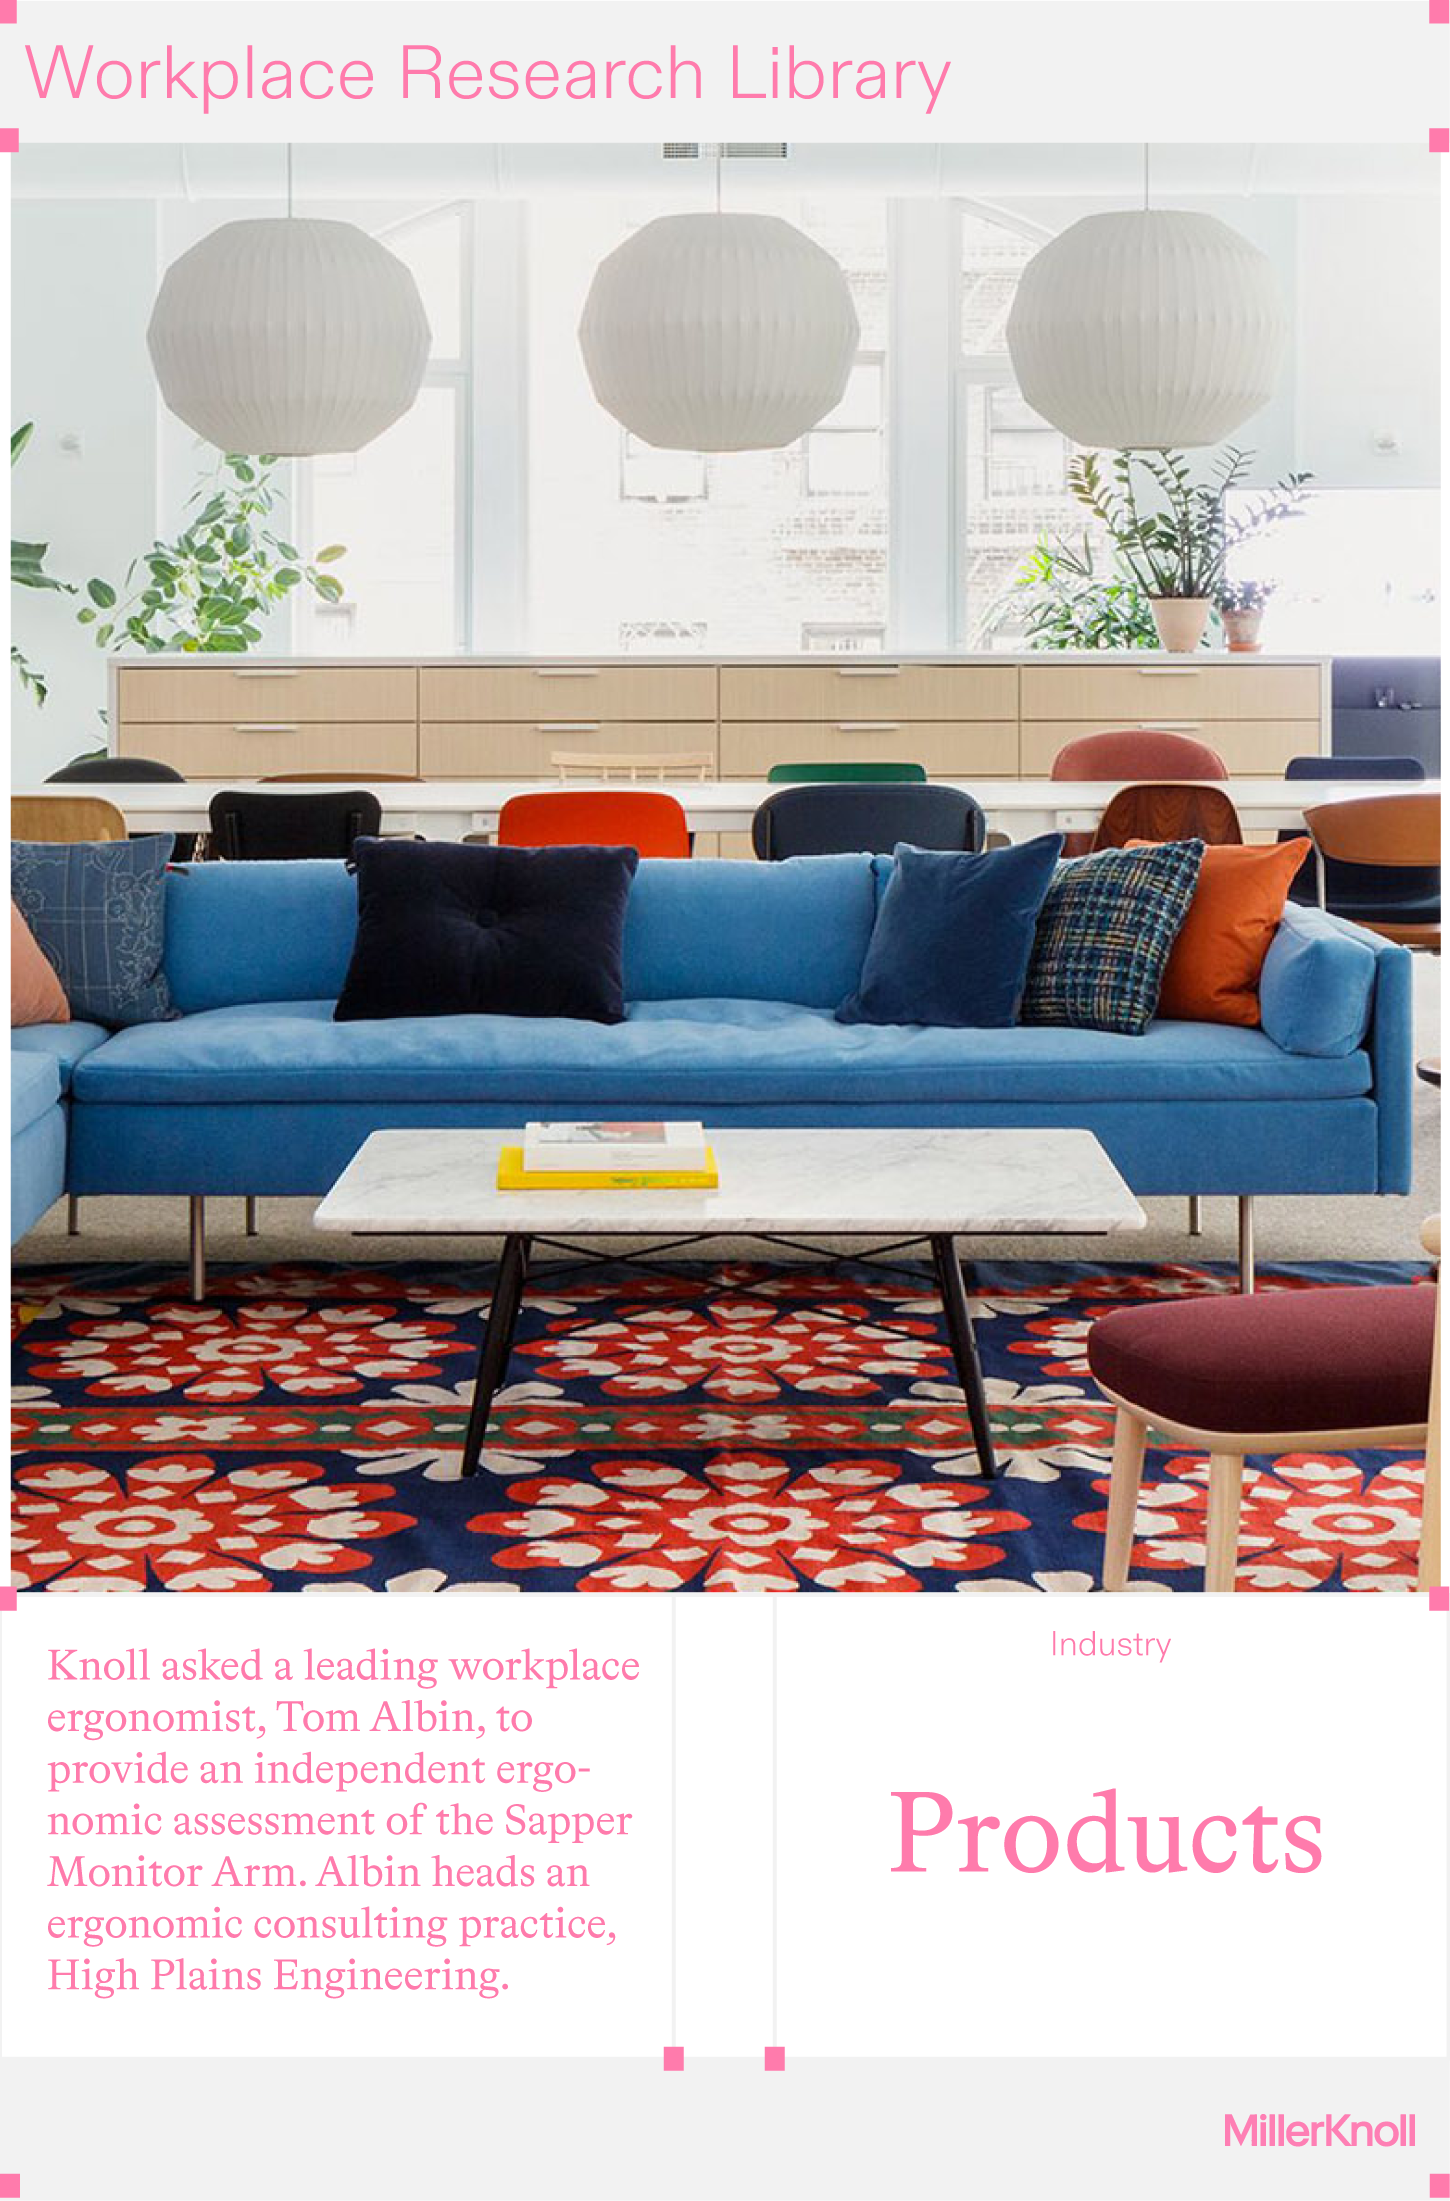 Workplace Research Library
Knoll asked a leading workplace
ergonomist, Tom Albin, to
provide an independent ergo-
nomic assessment of the Sapper
Monitor Arm. Albin heads an
ergonomic consulting practice,
High Plains Engineering.
Industry
Products
MillerKnoll